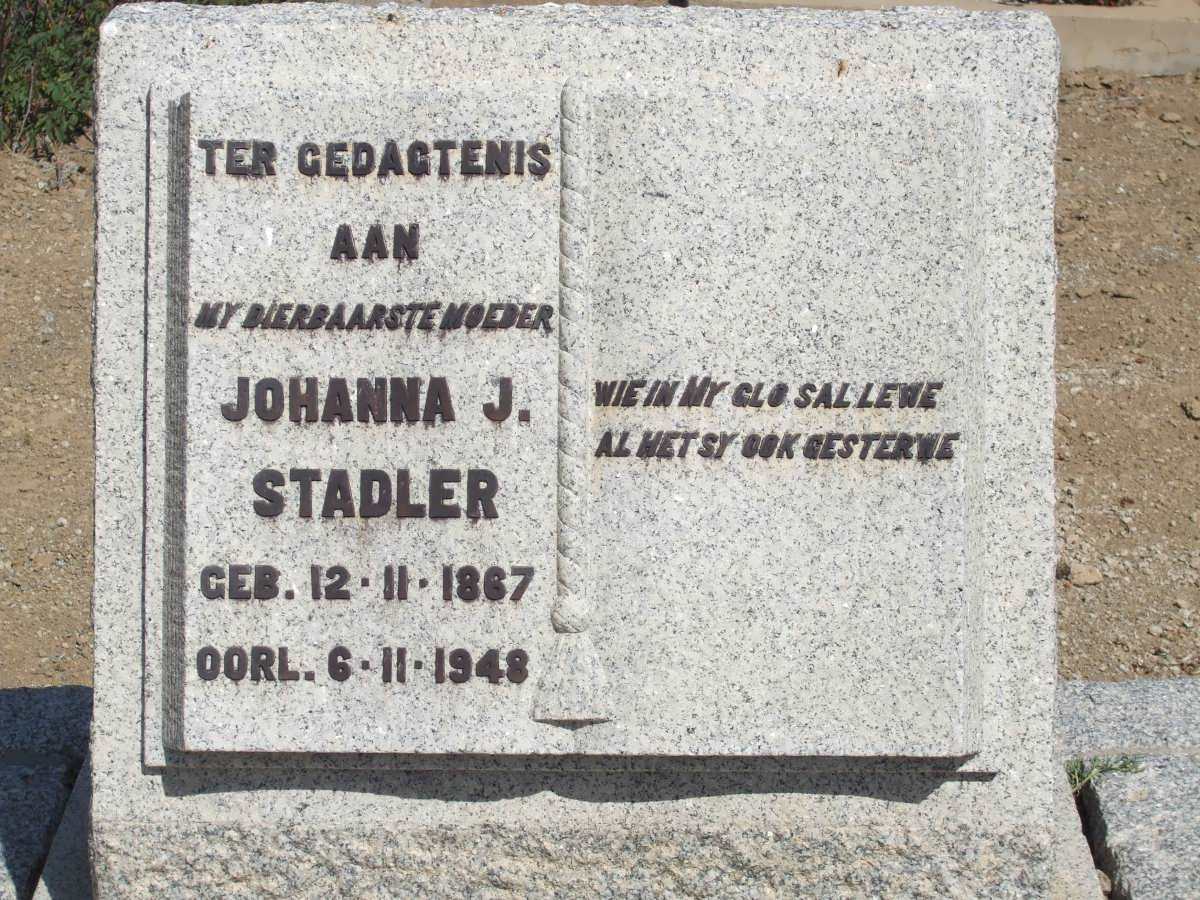 TER GEDAGTENIS
AAN
MY DIERBAARSTE MOEDER
JOHANNA J.
STADLER
GEB. 12·11·1867
OORL. 6·11·1948
WIE IN MY GLO SAL LEWE
AL HET SY OOK GESTERWE